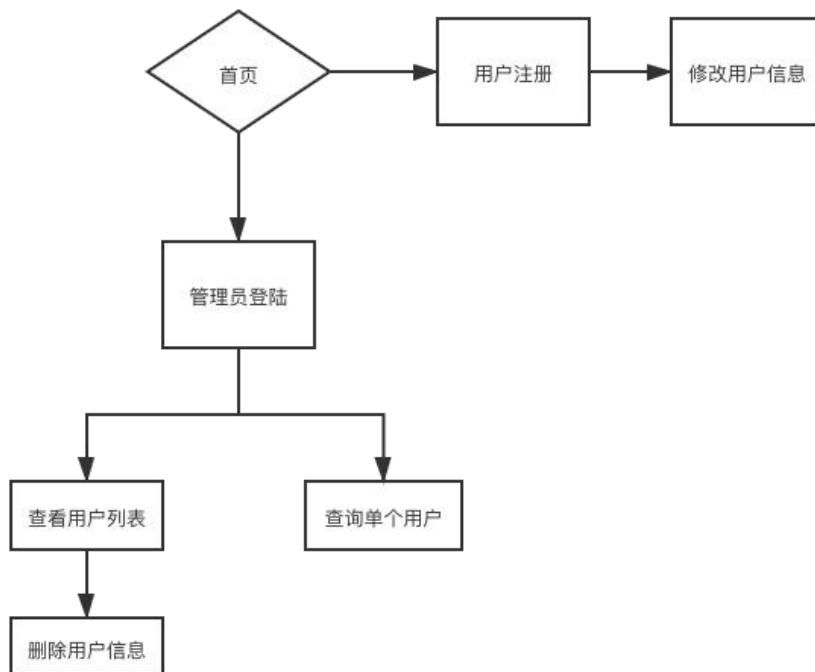 首页
用户注册
修改用户信息
管理员登陆
查看用户列表
查询单个用户
删除用户信息